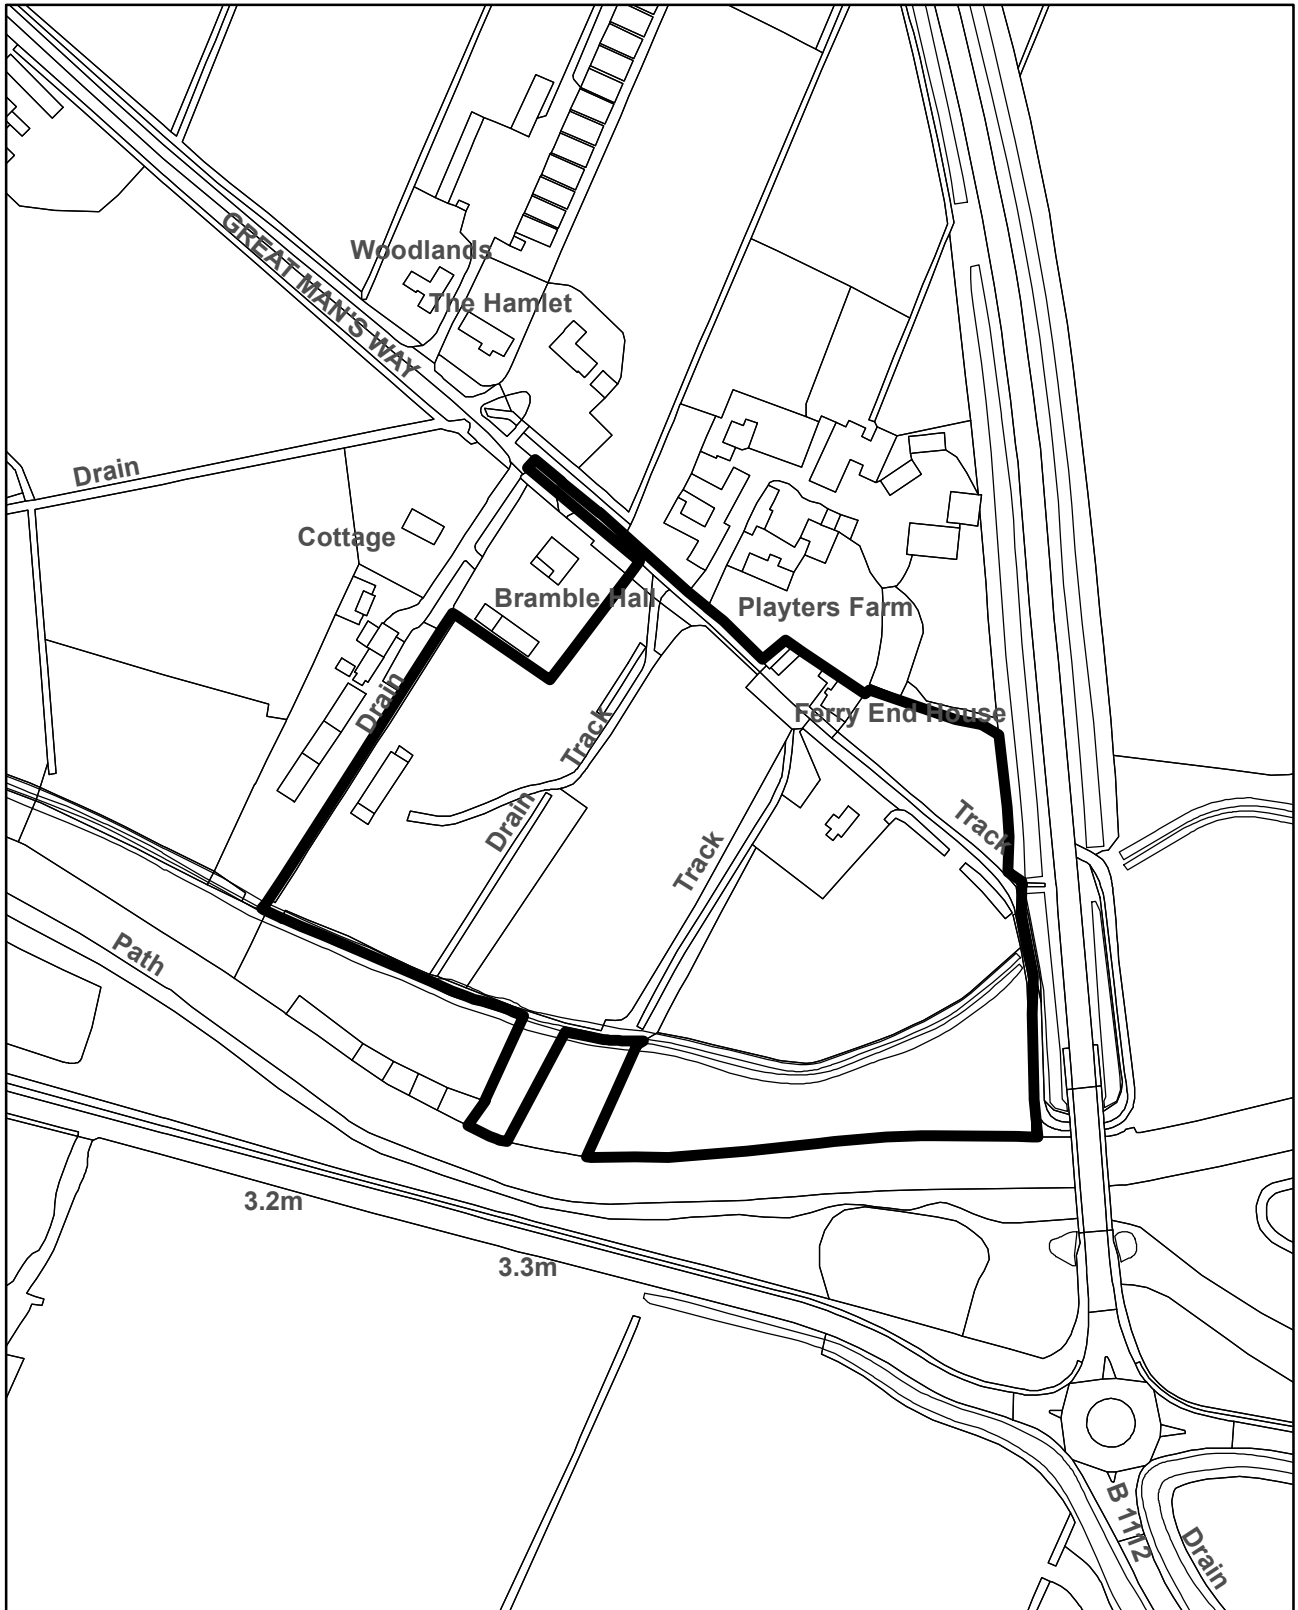 Woodlands
GREAT MAN'S WAY
The Hamlet
Drain
Cottage
Bramble Hall
Playters Farm
Drain
Track
Ferry End House
Drain
Track
Track
Path
3.2m
3.3m
B 1112
Drain